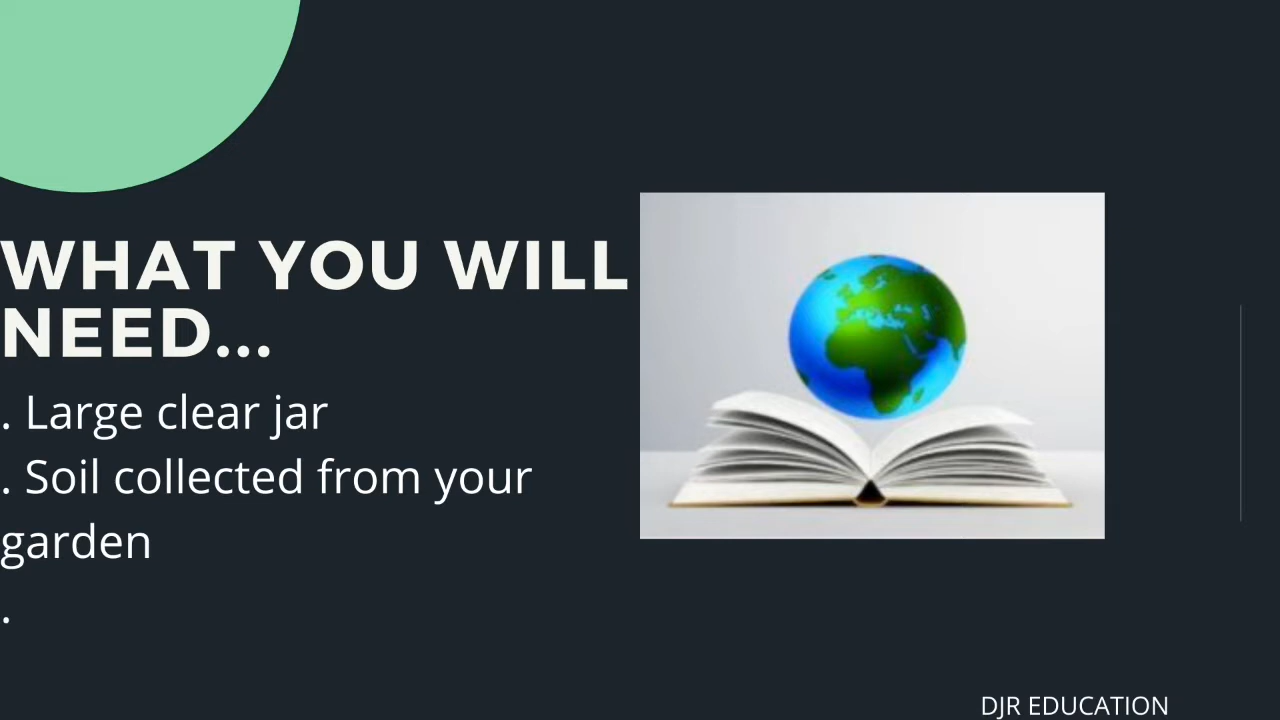 WHAT YOU WILL
NEED...
. Large clear jar
. Soil collected from your
garden
.
DJR EDUCATION